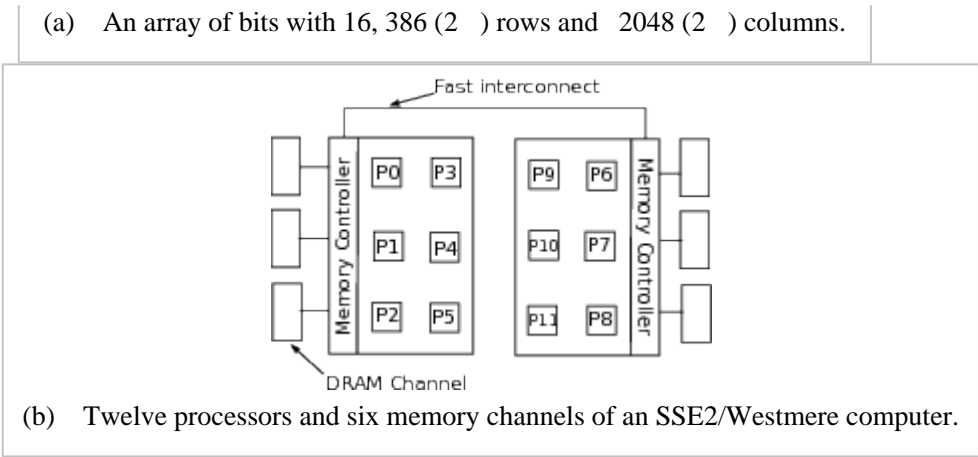 (a) An array of bits with 16, 386 (2 ) rows and 2048 (2 ) columns.
Fast interconnect
Memory Controller
P0 P3
P1 P4
P2 P5
P9 P6
P10 P7
P11 P8
Memory Controller
DRAM Channel
(b) Twelve processors and six memory channels of an SSE2/Westmere computer.